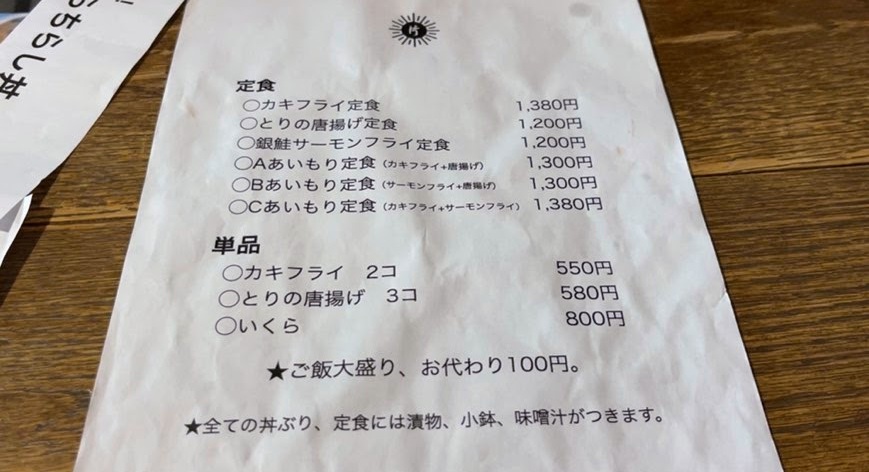 らちらし丼
定食
○カキフライ定食 1,380円
○とりの唐揚げ定食 1,200円
○銀鮭サーモンフライ定食 1,200円
○Aあいもり定食(カキフライ+唐揚げ) 1,300円
○Bあいもり定食(サーモンフライ+唐揚げ) 1,300円
○Cあいもり定食(カキフライ+サーモンフライ) 1,380円
単品
○カキフライ 2コ 550円
○とりの唐揚げ 3コ 580円
○いくら 800円
★ご飯大盛り、お代わり100円。
★全ての丼ぶり、定食には漬物、小鉢、味噌汁がつきます。